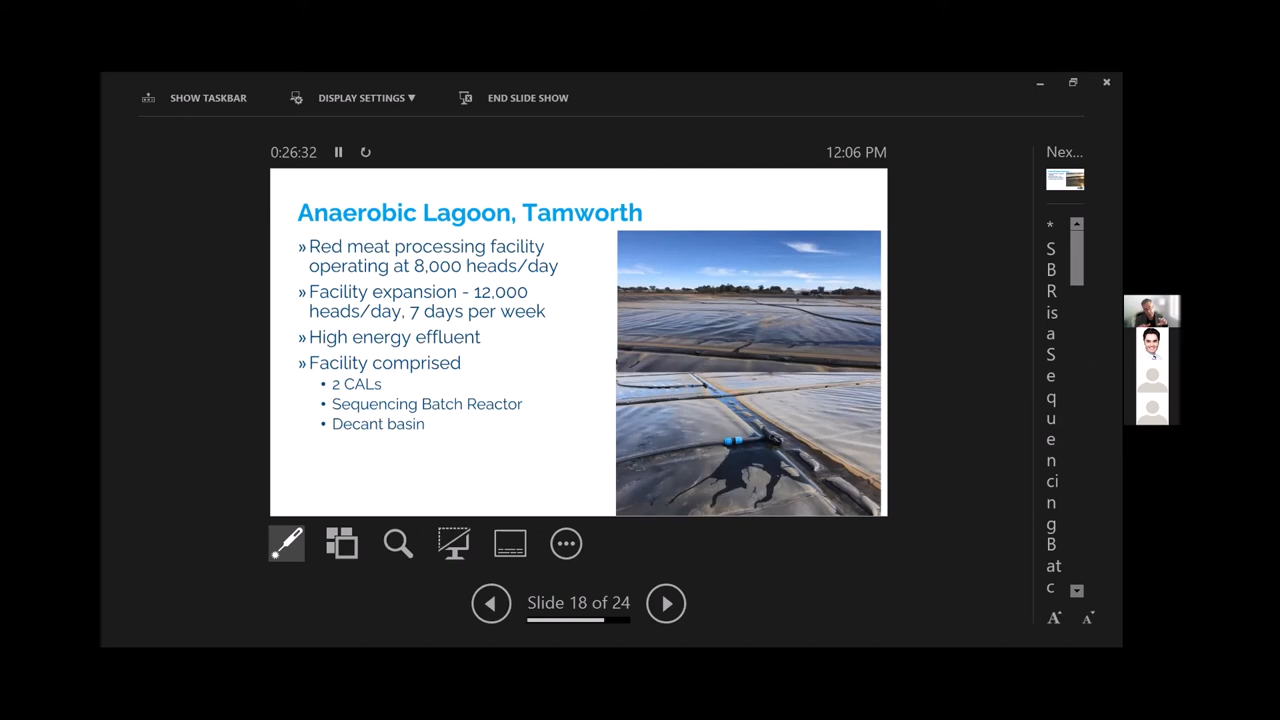 SHOW TASKBAR
DISPLAY SETTINGS ▼
END SLIDE SHOW
0:26:32
12:06 PM
Nex...
Anaerobic Lagoon, Tamworth
» Red meat processing facility
operating at 8,000 heads/day
» Facility expansion - 12,000
heads/day, 7 days per week
» High energy effluent
» Facility comprised
• 2 CALs
• Sequencing Batch Reactor
• Decant basin
*
S
B
R
is
a
S
e
q
u
e
n
ci
n
g
B
at
c
Slide 18 of 24
A
A